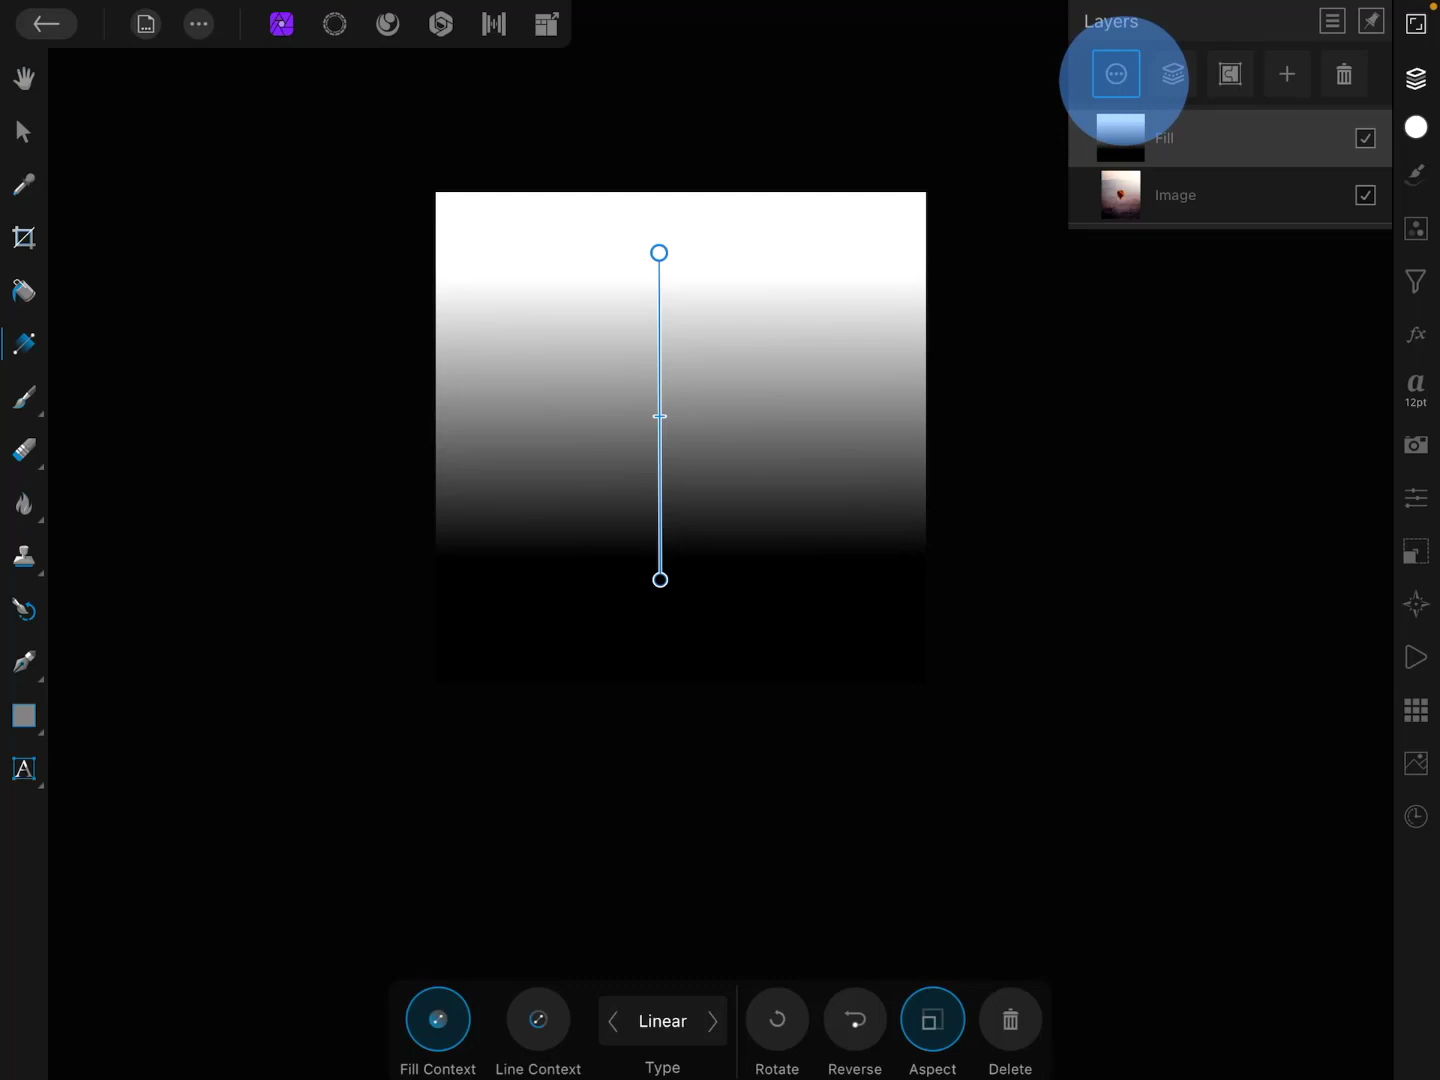 Layers
Fill
Image
a
12pt
A
Linear
Fill Context
Line Context
Type
Rotate
Reverse
Aspect
Delete